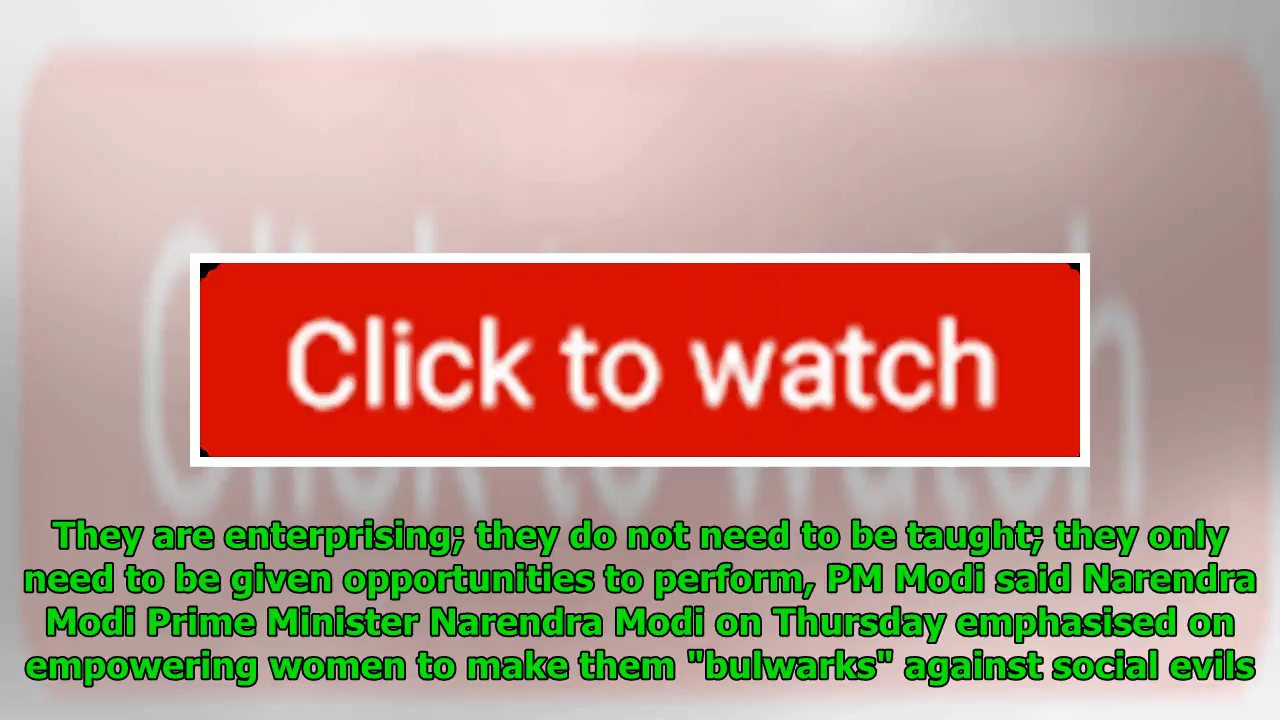 Click to watch
They are enterprising; they do not need to be taught; they only
need to be given opportunities to perform, PM Modi said Narendra
Modi Prime Minister Narendra Modi on Thursday emphasised on
empowering women to make them "bulwarks" against social evils